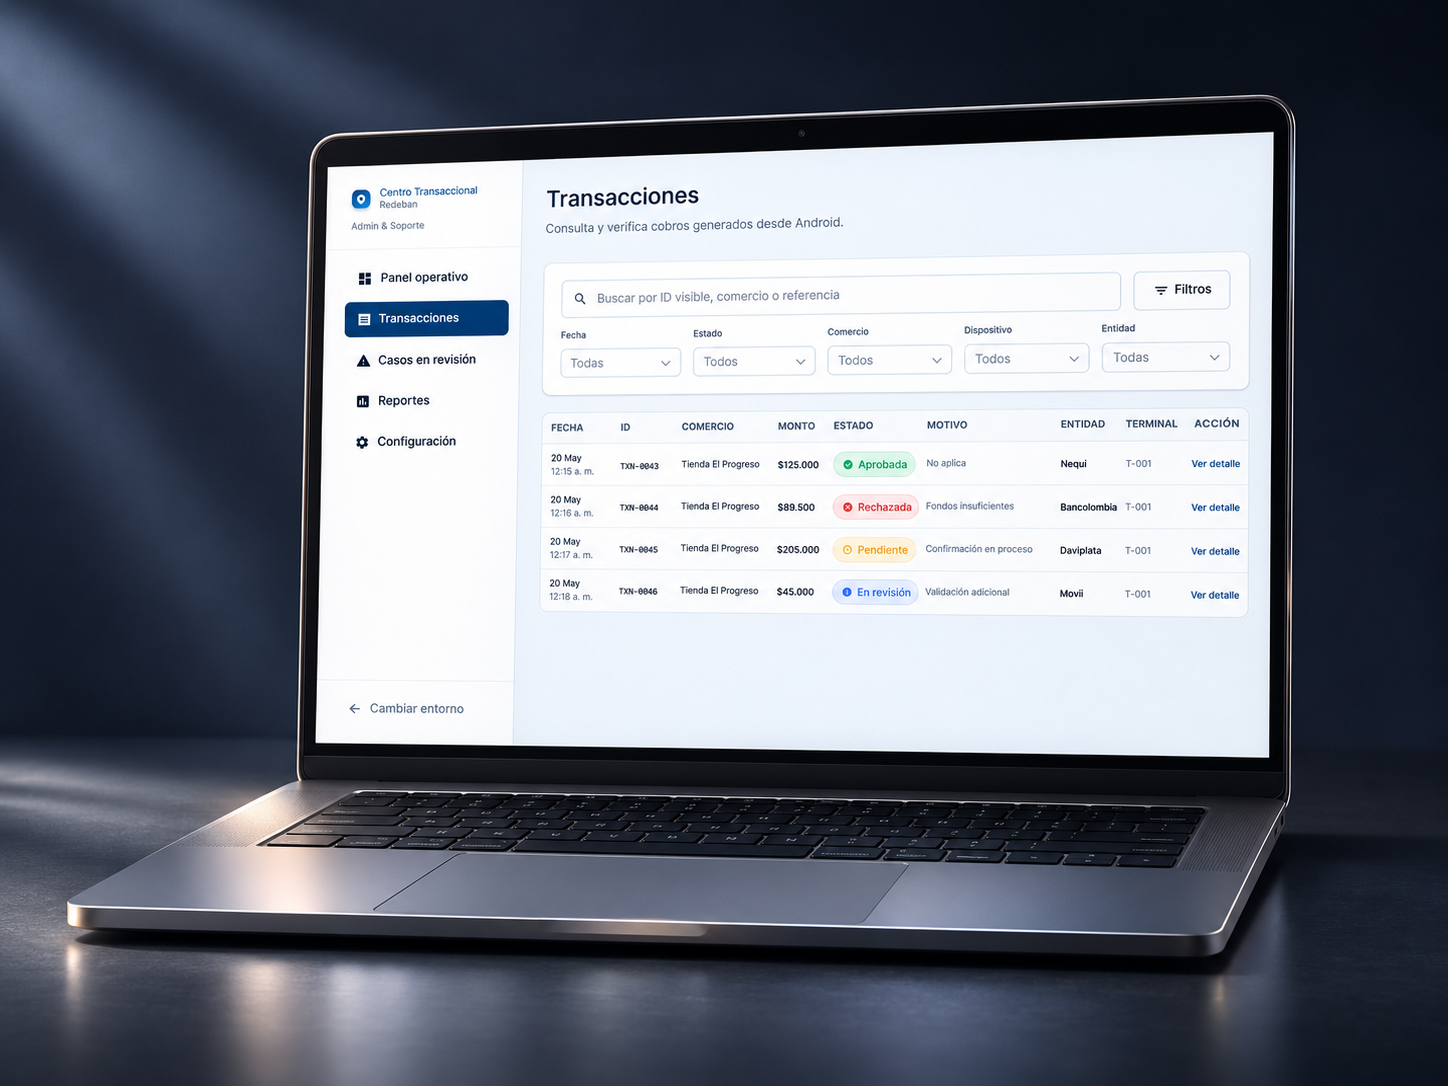 Centro Transaccional
Redeban
Admin & Soporte
Panel operativo
Transacciones
Casos en revisión
Reportes
Configuración
Cambiar entorno
Transacciones
Consulta y verifica cobros generados desde Android.
Buscar por ID visible, comercio o referencia
Filtros
Fecha Estado Comercio Dispositivo Entidad
Todas Todos Todos Todos Todas
FECHA ID COMERCIO MONTO ESTADO MOTIVO ENTIDAD TERMINAL ACCIÓN
20 May
12:15 a. m. TXN-0043 Tienda El Progreso $125.000 Aprobada No aplica Nequi T-001 Ver detalle
20 May
12:16 a. m. TXN-0044 Tienda El Progreso $89.500 Rechazada Fondos insuficientes Bancolombia T-001 Ver detalle
20 May
12:17 a. m. TXN-0045 Tienda El Progreso $205.000 Pendiente Confirmación en proceso Daviplata T-001 Ver detalle
20 May
12:18 a. m. TXN-0046 Tienda El Progreso $45.000 En revisión Validación adicional Movii T-001 Ver detalle